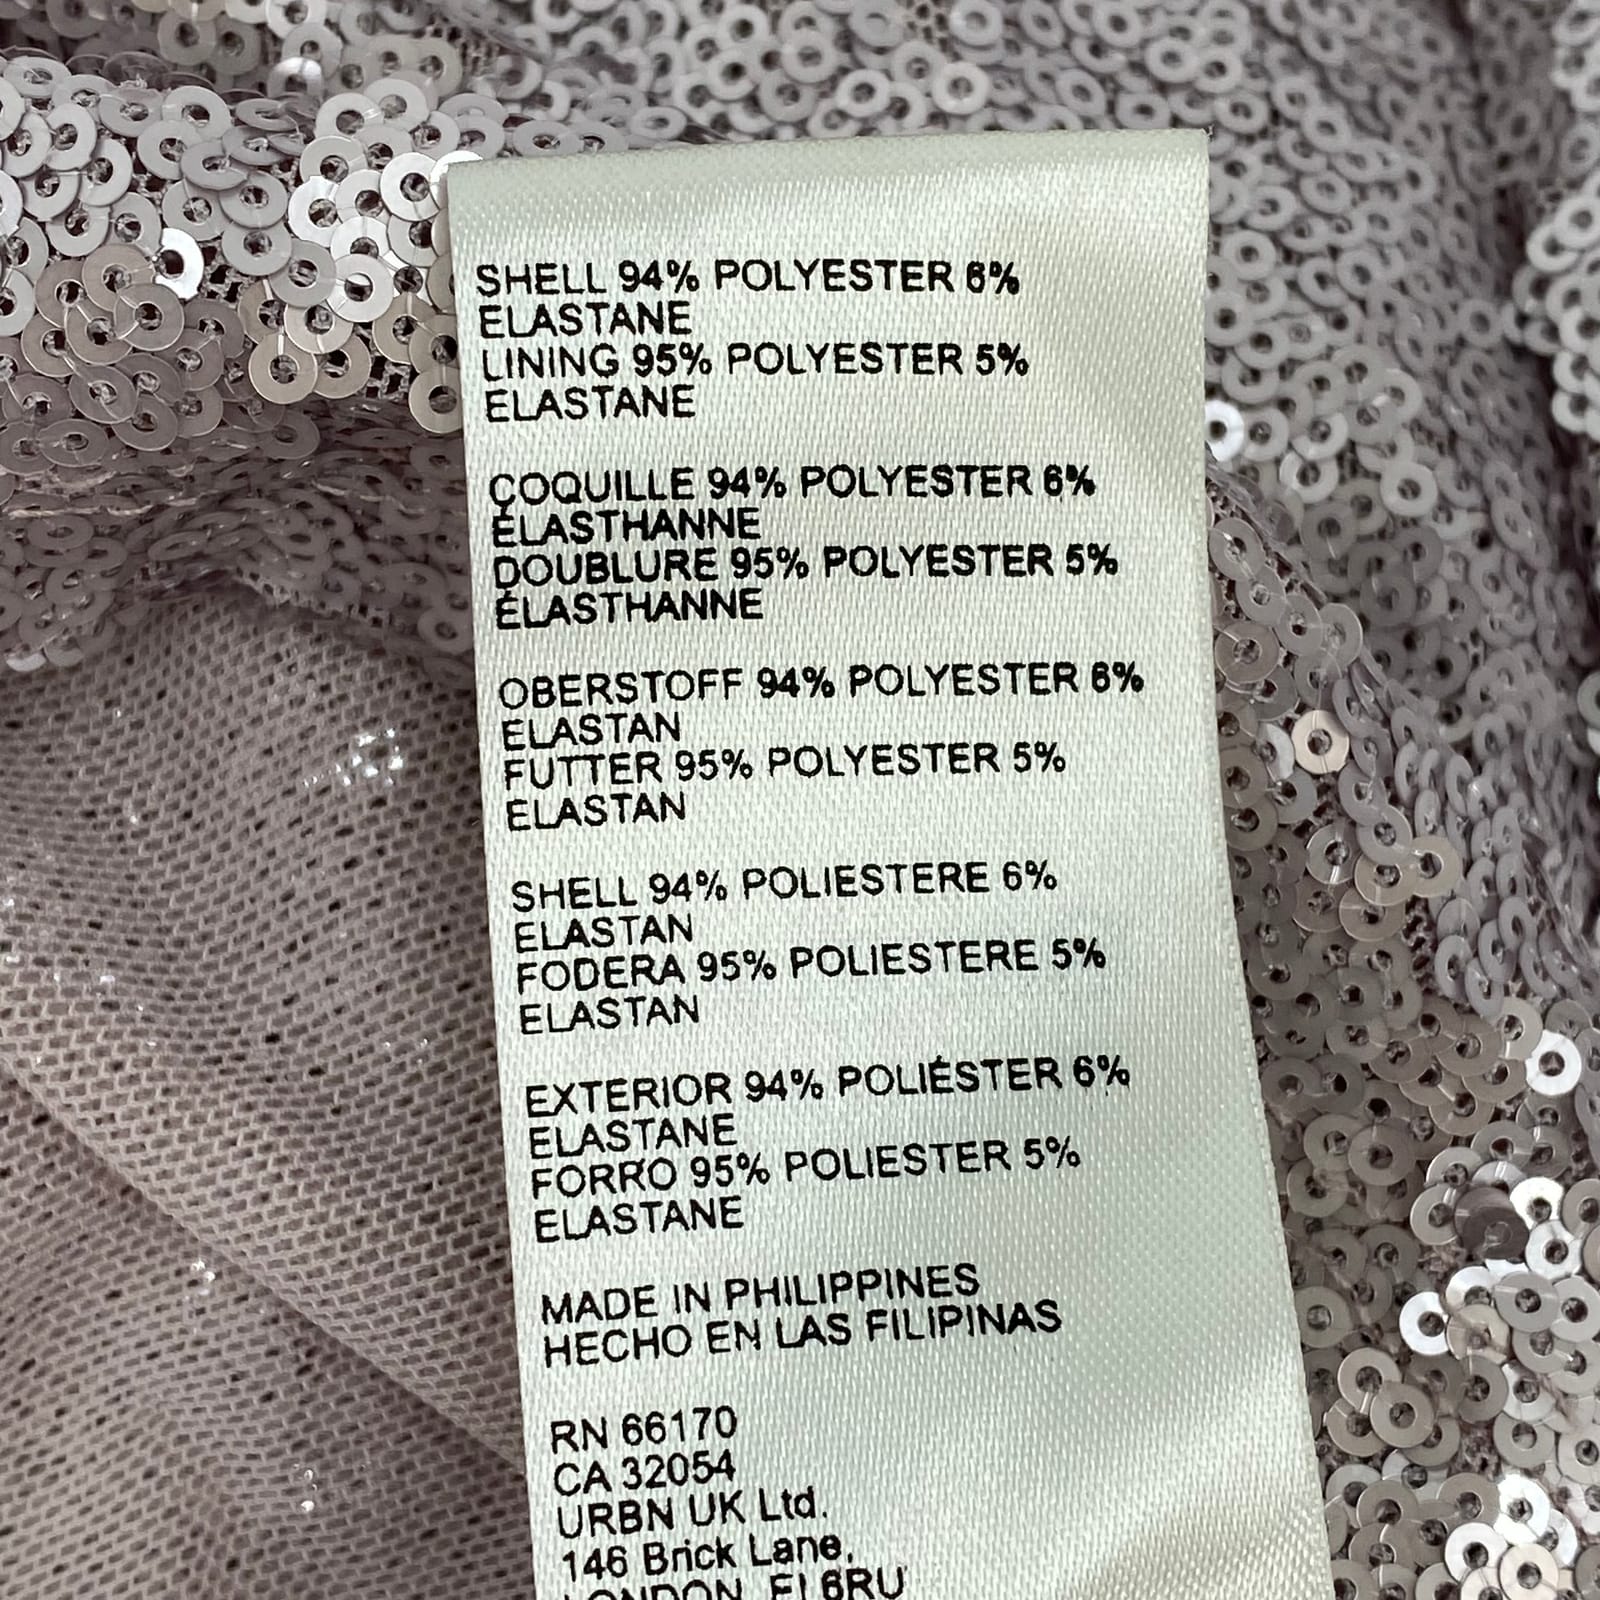 SHELL 94% POLYESTER 6%
ELASTANE
LINING 95% POLYESTER 5%
ELASTANE
COQUILLE 94% POLYESTER 6%
ÉLASTHANNE
DOUBLURE 95% POLYESTER 5%
ÉLASTHANNE
OBERSTOFF 94% POLYESTER 6%
ELASTAN
FUTTER 95% POLYESTER 5%
ELASTAN
SHELL 94% POLIESTERE 6%
ELASTAN
FODERA 95% POLIESTERE 5%
ELASTAN
EXTERIOR 94% POLIÉSTER 6%
ELASTANE
FORRO 95% POLIESTER 5%
ELASTANE
MADE IN PHILIPPINES
HECHO EN LAS FILIPINAS
RN 66170
CA 32054
URBN UK Ltd.
146 Brick Lane,
LONDON, E1 6RU